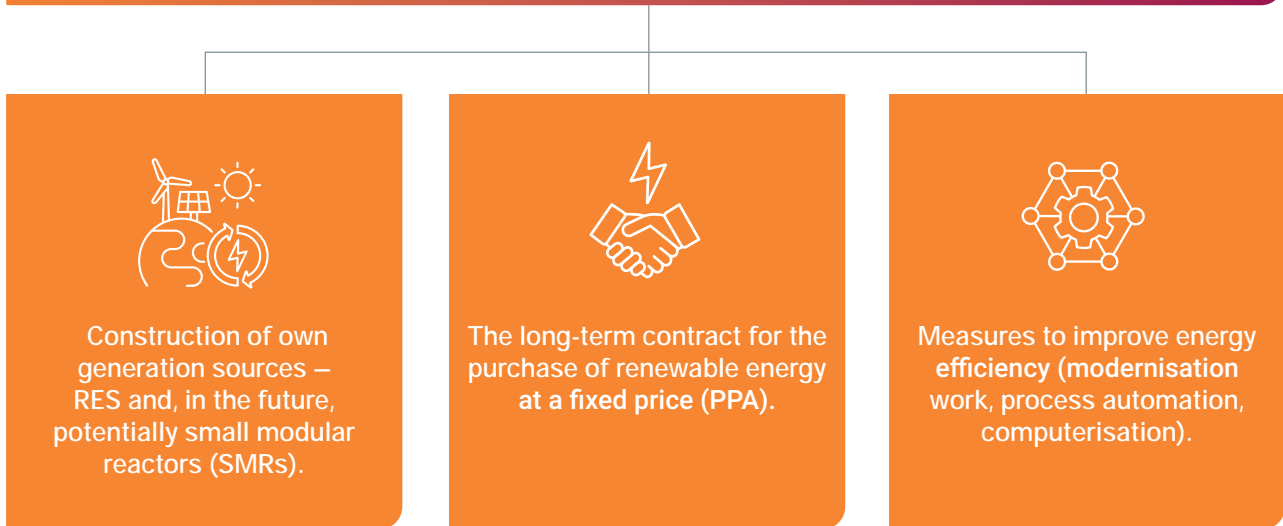 Construction of own
generation sources –
RES and, in the future,
potentially small modular
reactors (SMRs).
The long-term contract for the
purchase of renewable energy
at a fixed price (PPA).
Measures to improve energy
efficiency (modernisation
work, process automation,
computerisation).